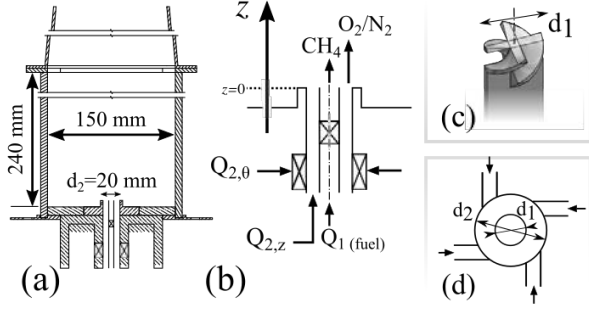 240 mm
150 mm
d₂=20 mm
(a)
z
O₂/N₂
CH₄
z=0
Q₂,θ
Q₂,z
Q₁ (fuel)
(b)
d1
(c)
d₂
d1
(d)